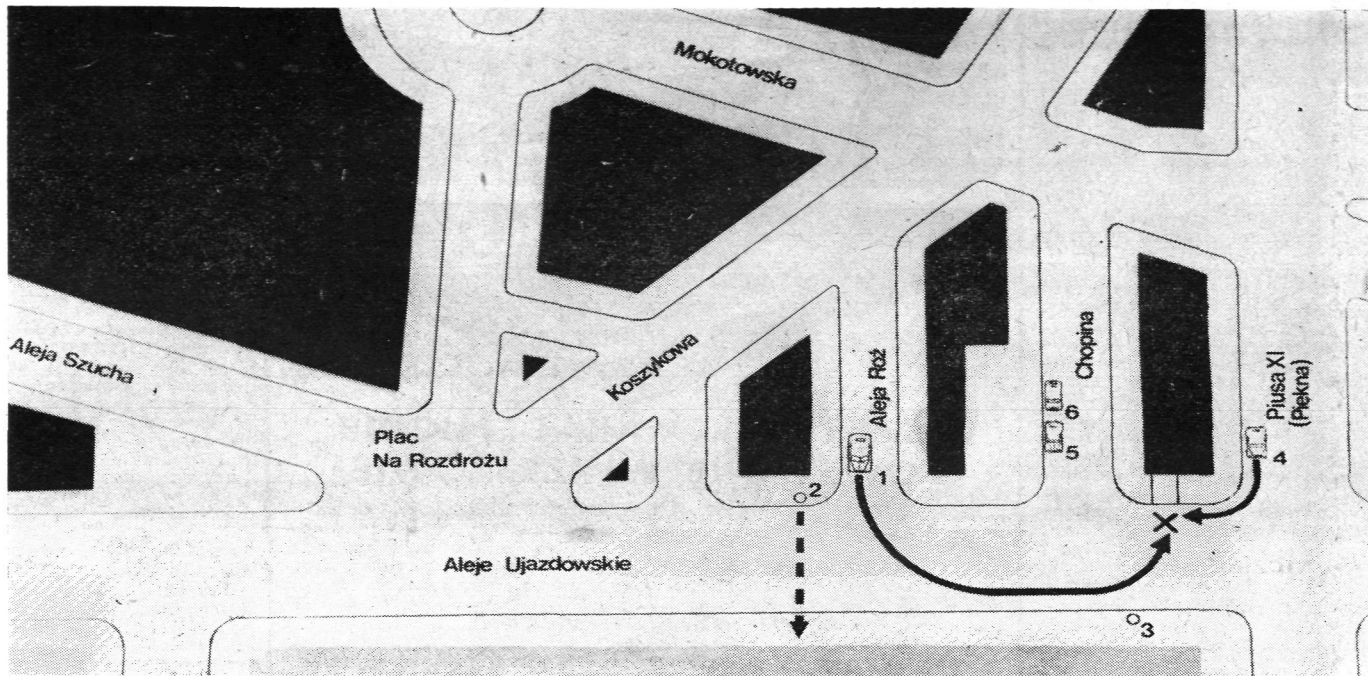 Mokotowska
Aleja Szucha
Koszykowa
Aleja Roż
Chopina
Piusa XI
(Piękna)
Plac
Na Rozdrożu
Aleje Ujazdowskie
1
2
3
4
5
6